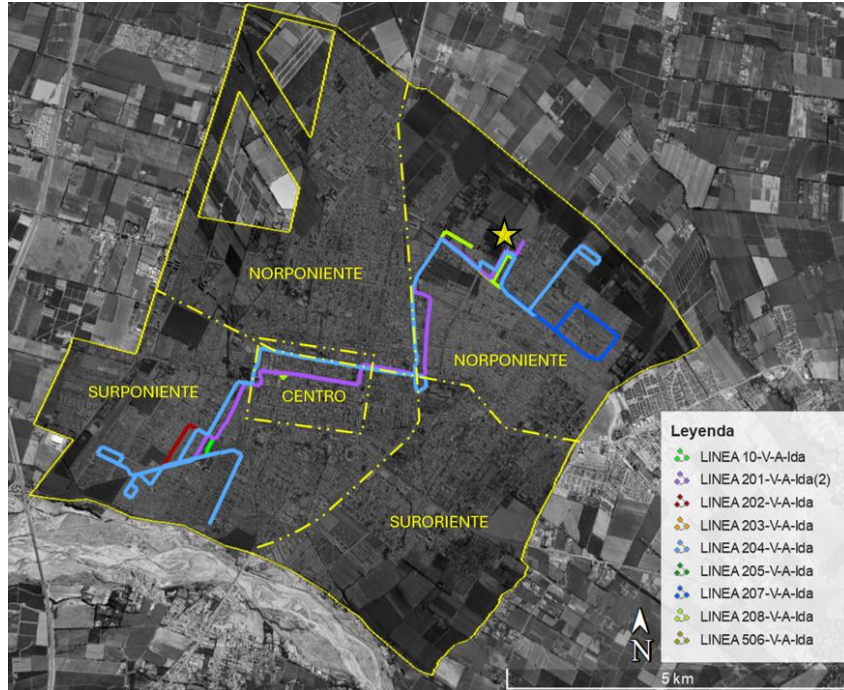 NORPONIENTE
NORPONIENTE
SURPONIENTE
CENTRO
SURORIENTE
Leyenda
LINEA 10-V-A-Ida
LINEA 201-V-A-Ida(2)
LINEA 202-V-A-Ida
LINEA 203-V-A-Ida
LINEA 204-V-A-Ida
LINEA 205-V-A-Ida
LINEA 207-V-A-Ida
LINEA 208-V-A-Ida
LINEA 506-V-A-Ida
N
5 km